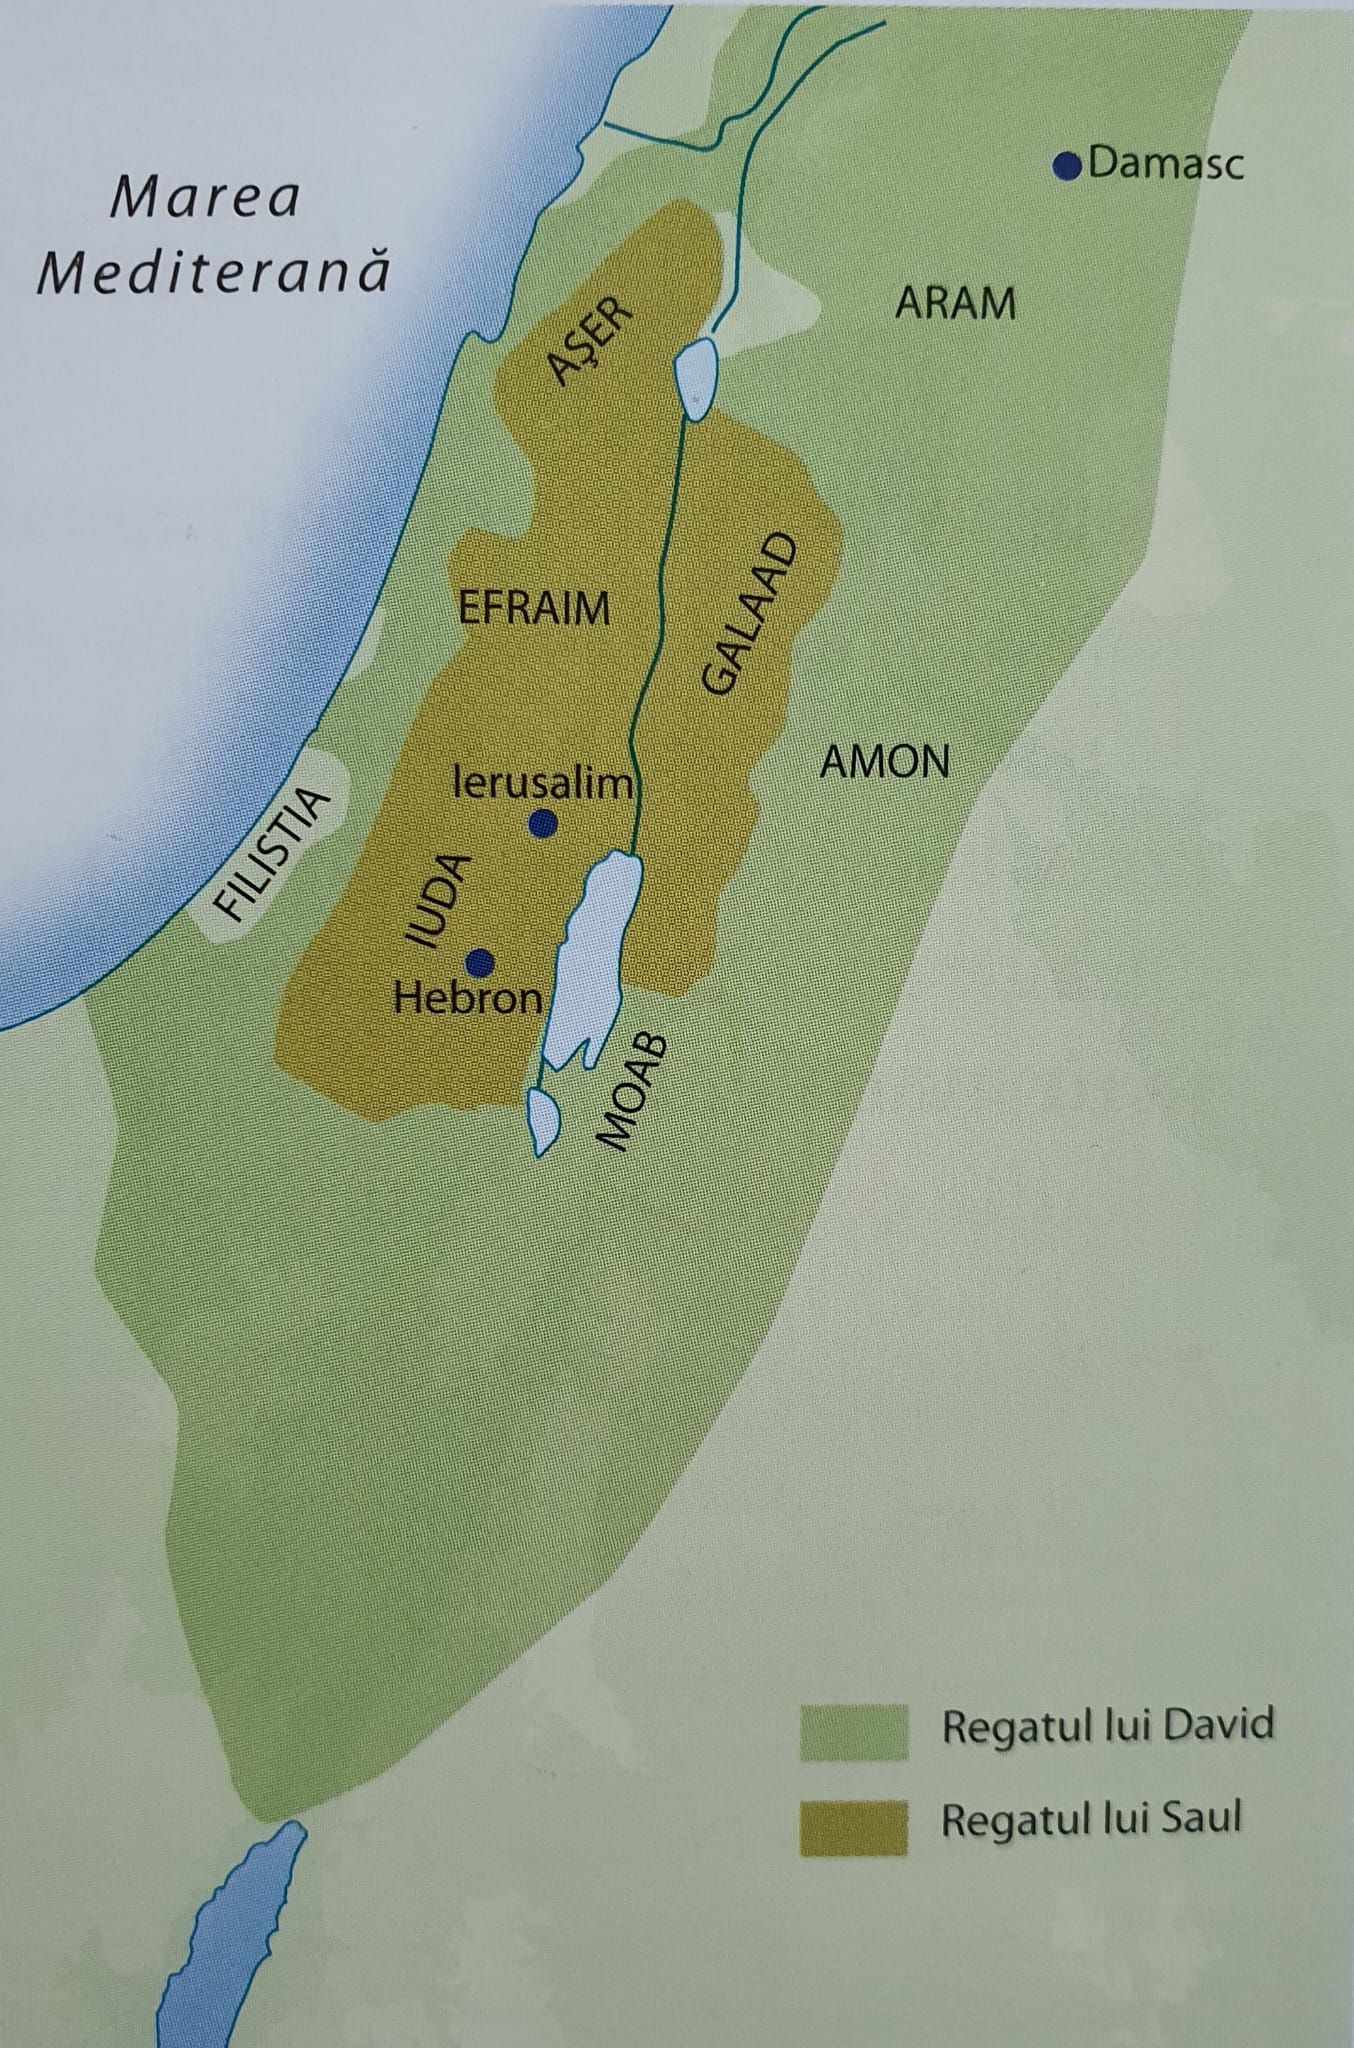 Marea
Mediterană
Damasc
ARAM
AŞER
EFRAIM
GALAAD
AMON
Ierusalim
FILISTIA
IUDA
Hebron
MOAB
Regatul lui David
Regatul lui Saul